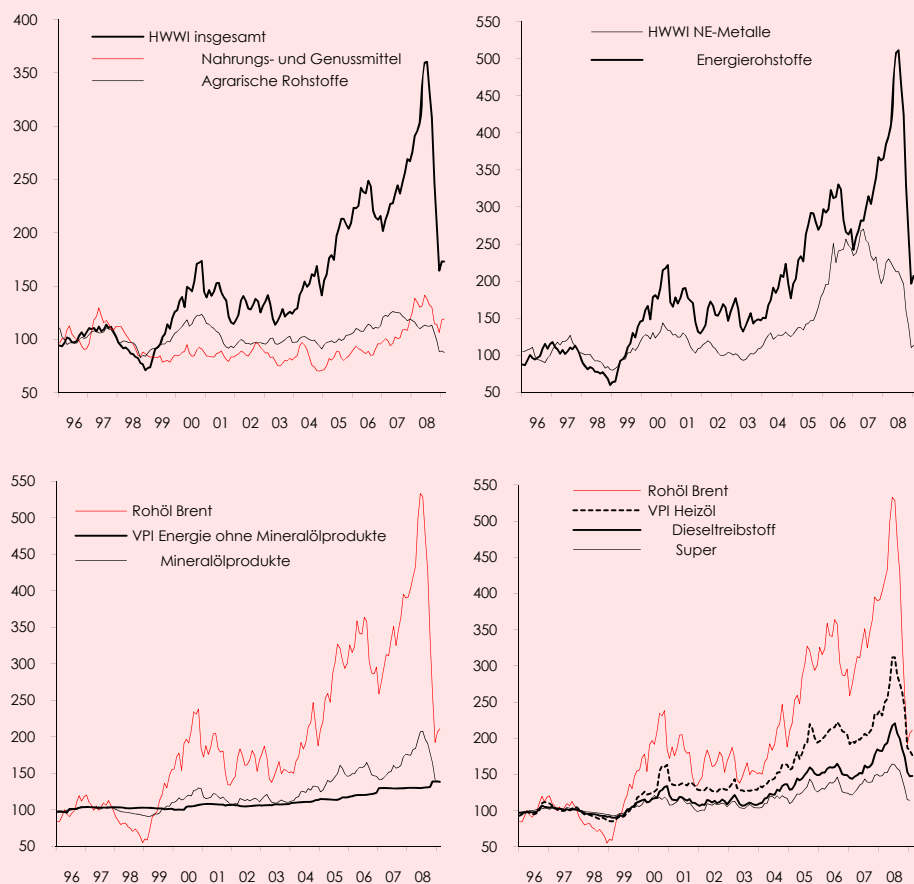 HWWI insgesamt
Nahrungs- und Genussmittel
Agrarische Rohstoffe
400
350
300
250
200
150
100
50
96 97 98 99 00 01 02 03 04 05 06 07 08
HWWI NE-Metalle
Energierohstoffe
550
500
450
400
350
300
250
200
150
100
50
96 97 98 99 00 01 02 03 04 05 06 07 08
Rohöl Brent
VPI Energie ohne Mineralölprodukte
Mineralölprodukte
550
500
450
400
350
300
250
200
150
100
50
96 97 98 99 00 01 02 03 04 05 06 07 08
Rohöl Brent
VPI Heizöl
Dieseltreibstoff
Super
550
500
450
400
350
300
250
200
150
100
50
96 97 98 99 00 01 02 03 04 05 06 07 08